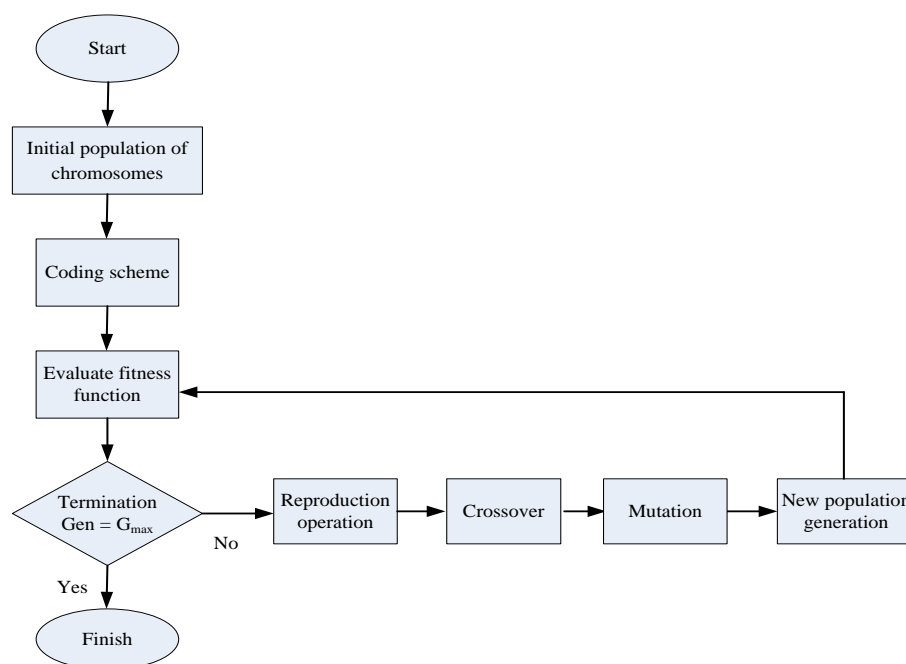 Start
Initial population of
chromosomes
Coding scheme
Evaluate fitness
function
Termination
Gen = Gmax
No
Yes
Reproduction
operation
Crossover
Mutation
New population
generation
Finish